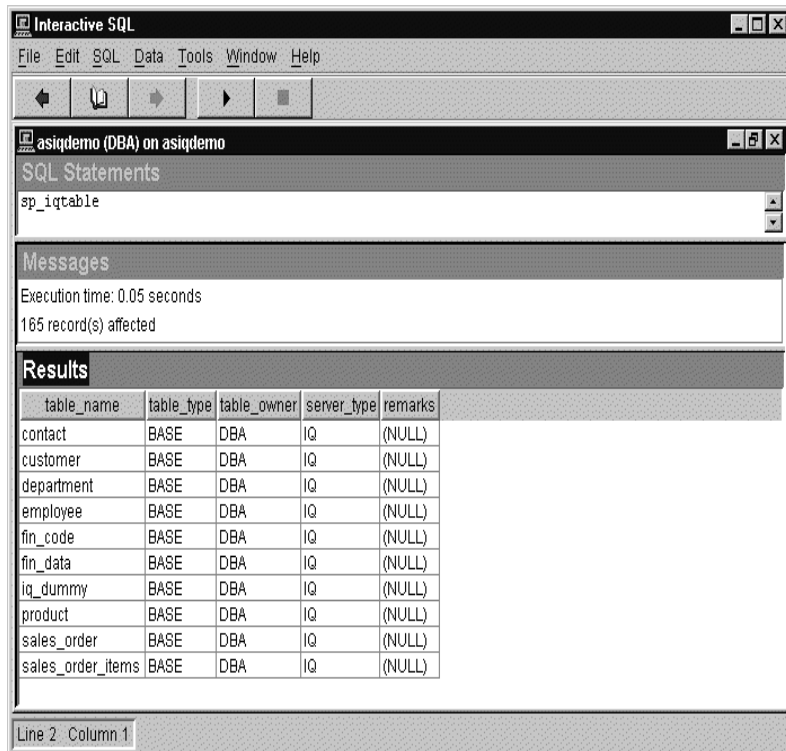 Interactive SQL
File Edit SQL Data Tools Window Help
asiqdemo (DBA) on asiqdemo
SQL Statements
sp_iqtable
Messages
Execution time: 0.05 seconds
165 record(s) affected
Results
table_name table_type table_owner server_type remarks
contact BASE DBA IQ (NULL)
customer BASE DBA IQ (NULL)
department BASE DBA IQ (NULL)
employee BASE DBA IQ (NULL)
fin_code BASE DBA IQ (NULL)
fin_data BASE DBA IQ (NULL)
iq_dummy BASE DBA IQ (NULL)
product BASE DBA IQ (NULL)
sales_order BASE DBA IQ (NULL)
sales_order_items BASE DBA IQ (NULL)
Line 2 Column 1